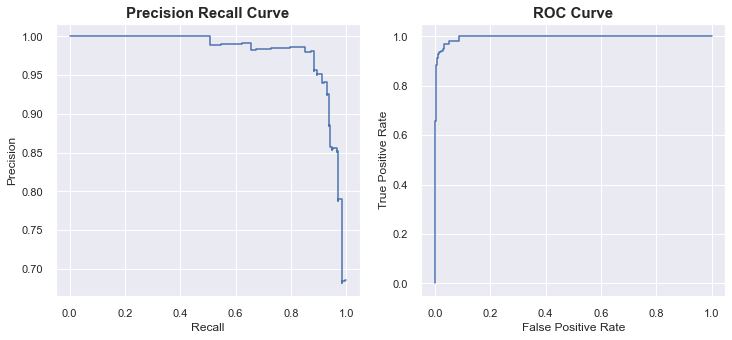 Precision Recall Curve
1.00
0.95
0.90
0.85
0.80
0.75
0.70
Precision
0.0 0.2 0.4 0.6 0.8 1.0
Recall
ROC Curve
1.0
0.8
0.6
0.4
0.2
0.0
True Positive Rate
0.0 0.2 0.4 0.6 0.8 1.0
False Positive Rate